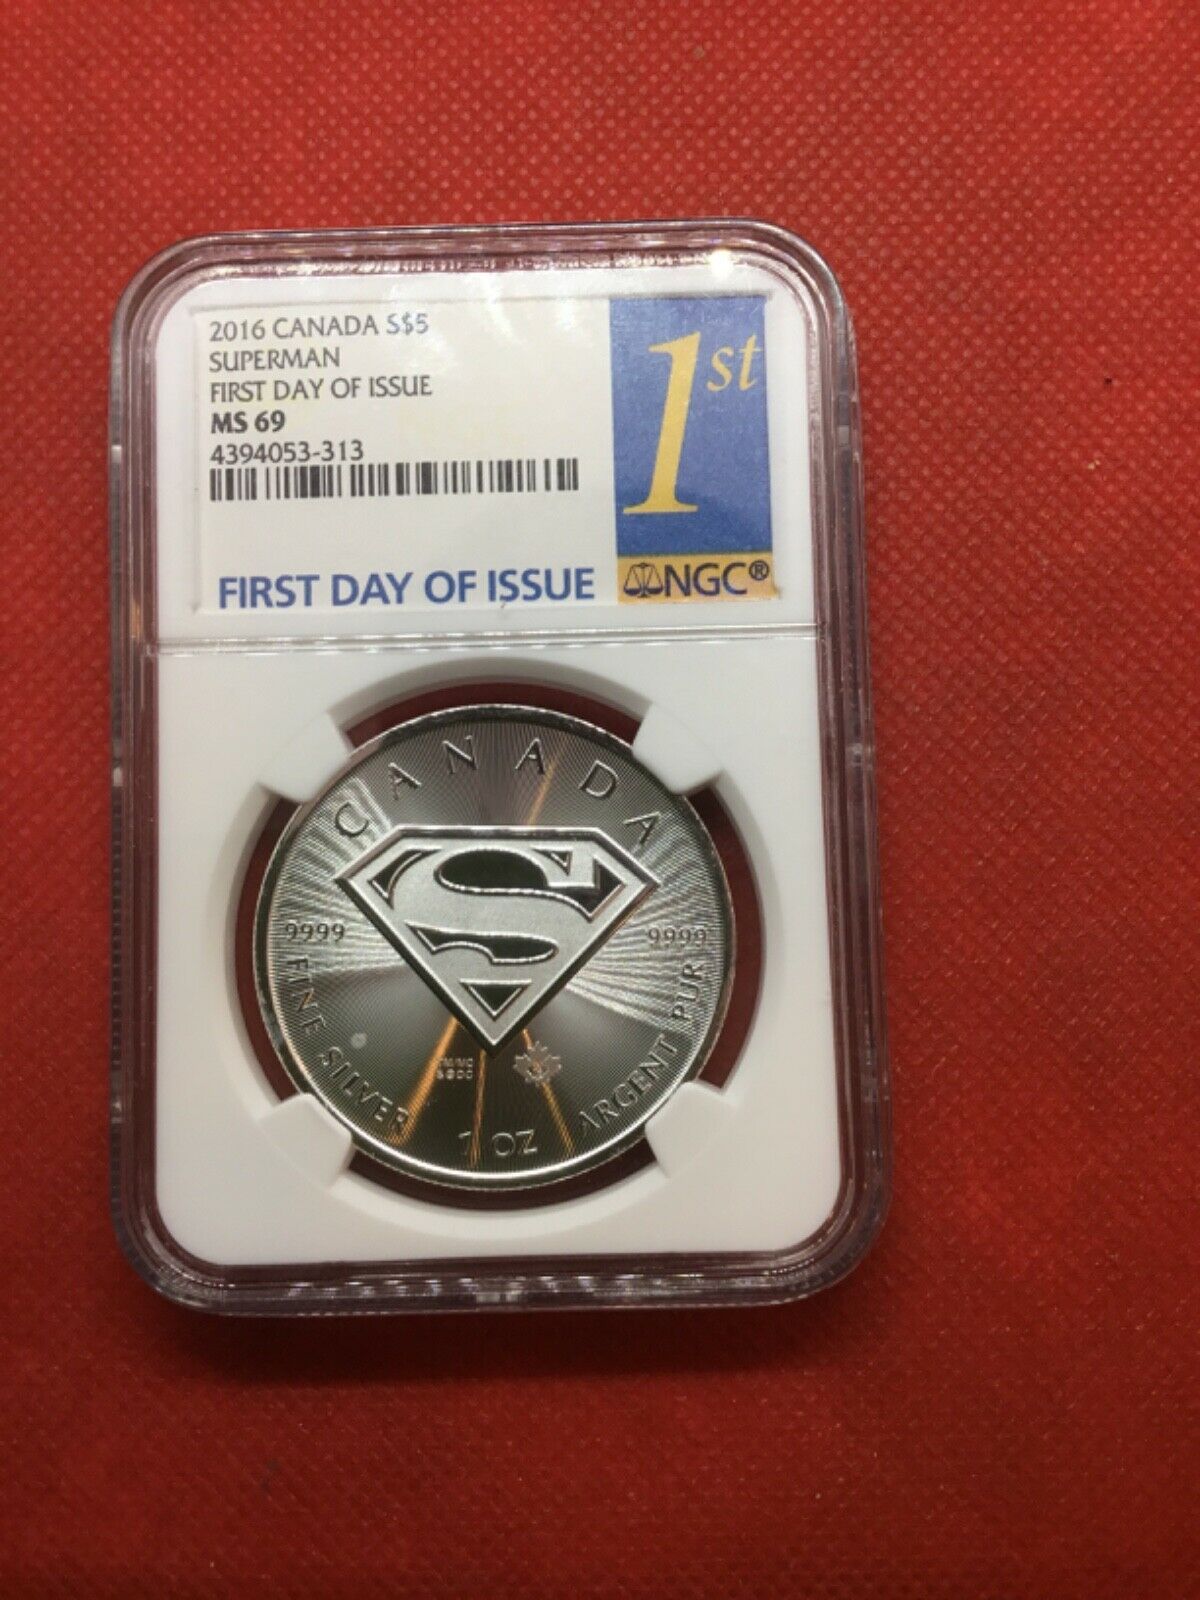 2016 CANADA S$5
SUPERMAN
FIRST DAY OF ISSUE
MS 69
4394053-313
FIRST DAY OF ISSUE
1st
NGC®
CANADA
S
9999
9999
FINE SILVER
1 OZ
ARGENT PUR